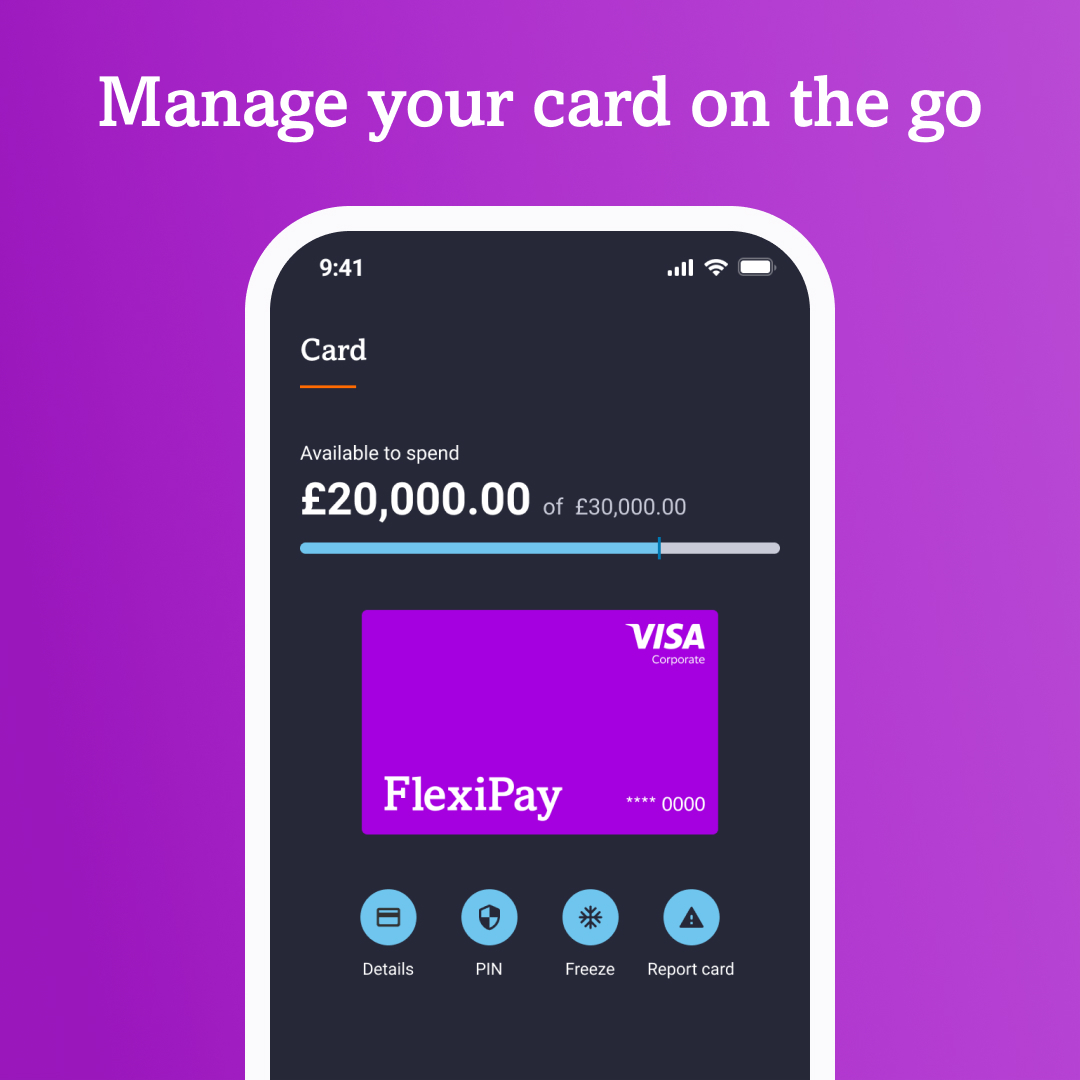 Manage your card on the go
9:41
Card
Available to spend
£20,000.00 of £30,000.00
VISA
Corporate
FlexiPay **** 0000
Details PIN Freeze Report card